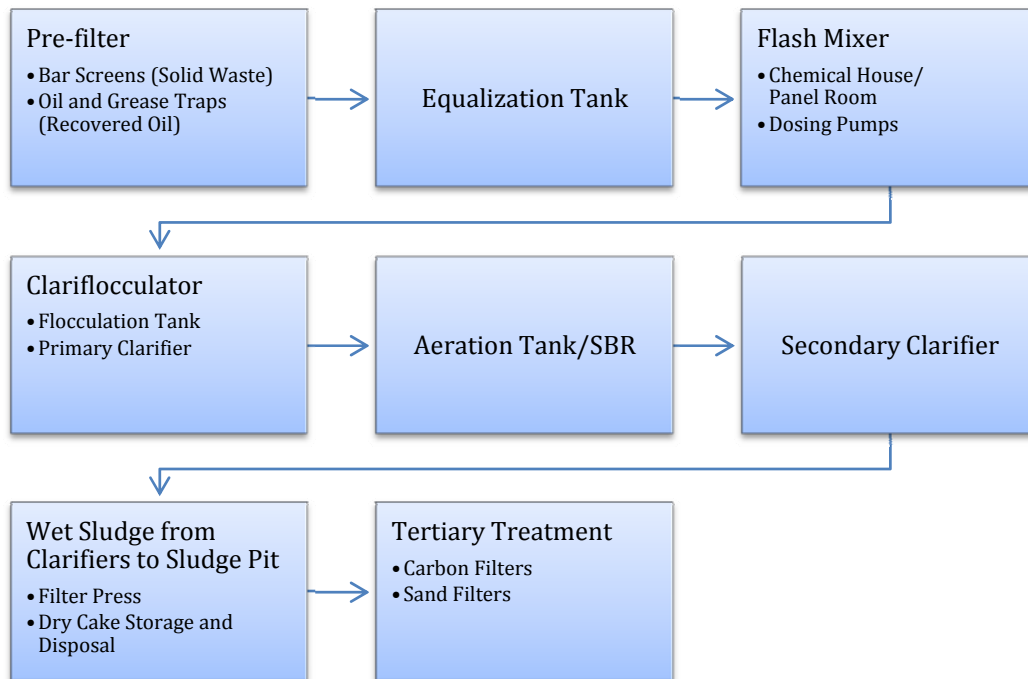 Pre-filter
• Bar Screens (Solid Waste)
• Oil and Grease Traps
(Recovered Oil)
Equalization Tank
Flash Mixer
• Chemical House/
Panel Room
• Dosing Pumps
Clariflocculator
• Flocculation Tank
• Primary Clarifier
Aeration Tank/SBR
Secondary Clarifier
Wet Sludge from
Clarifiers to Sludge Pit
• Filter Press
• Dry Cake Storage and
Disposal
Tertiary Treatment
• Carbon Filters
• Sand Filters